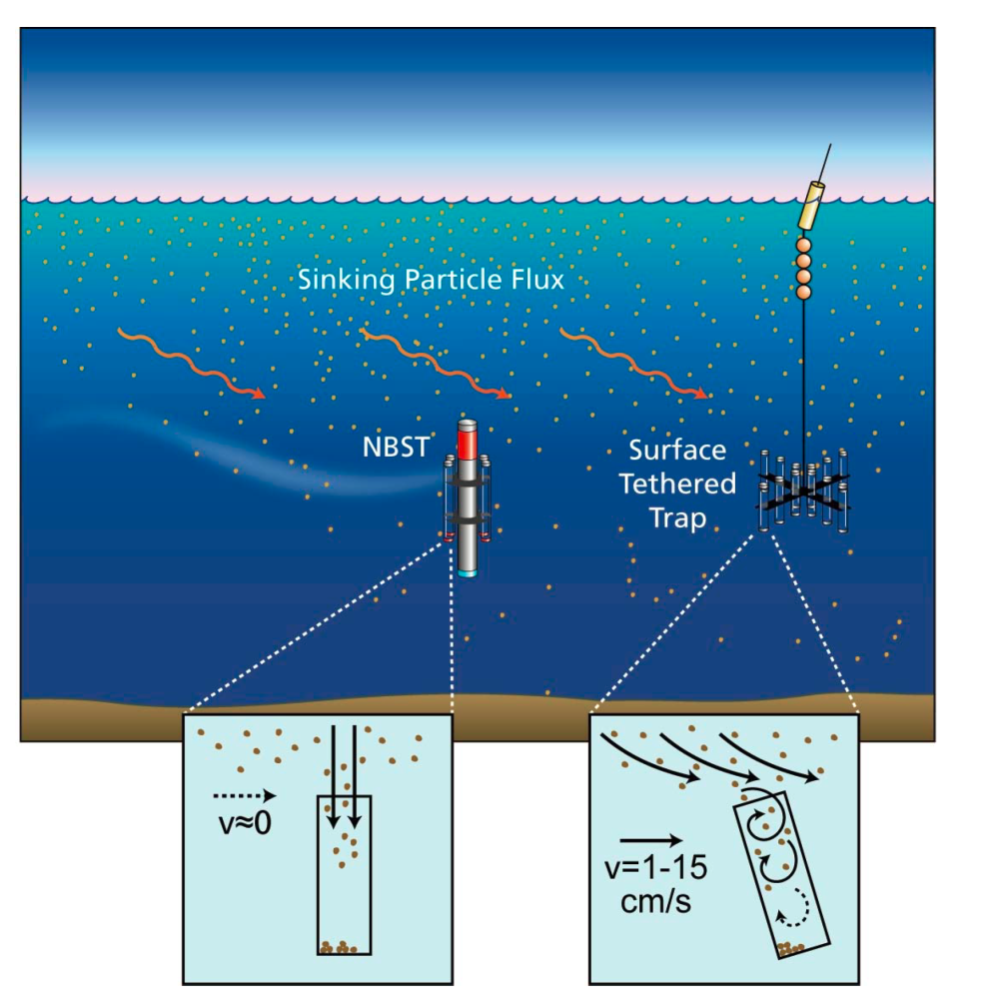 Sinking Particle Flux
NBST
Surface
Tethered
Trap
v≈0
v=1-15
cm/s